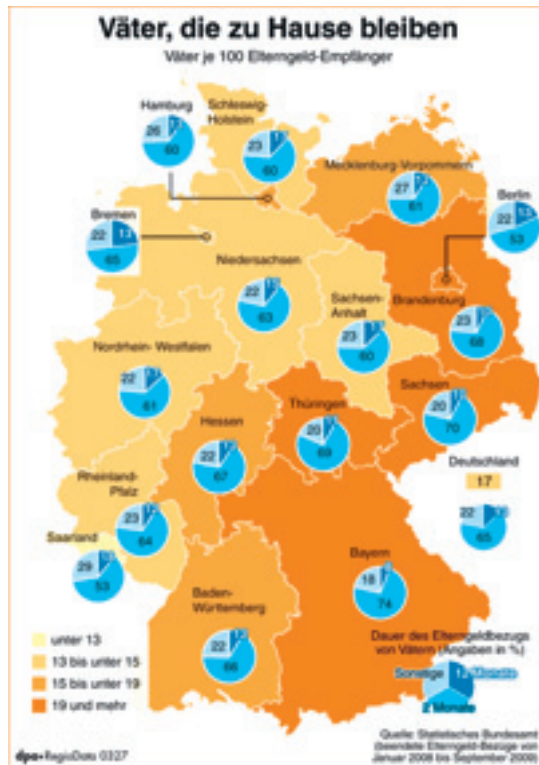 Väter, die zu Hause bleiben
Väter je 100 Elterngeld-Empfänger
Hamburg
26
60
Schleswig-
Holstein
23
60
Mecklenburg-Vorpommern
27
61
Berlin
22
53
Bremen
22
13
65
Niedersachsen
22
63
Sachsen-
Anhalt
23
60
Brandenburg
23
68
Nordrhein- Westfalen
22
61
Hessen
22
67
Thüringen
20
69
Sachsen
20
70
Deutschland
17
22
65
Rheinland-
Pfalz
23
64
Saarland
29
53
Bayern
18
74
Baden-
Württemberg
22
66
unter 13
13 bis unter 15
15 bis unter 19
19 und mehr
Dauer des Elterngeldbezugs
von Vätern (Angaben in %)
Sonstige
12 Monate
2 Monate
Quelle: Statistisches Bundesamt
(beendete Elterngeld-Bezüge von
Januar 2008 bis September 2009)
dpa•RegioData 0327